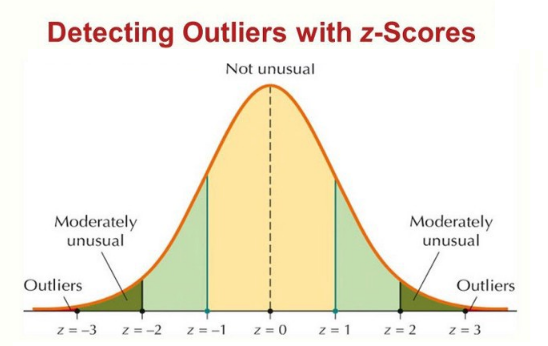 Detecting Outliers with z-Scores
Not unusual
Moderately
unusual
Moderately
unusual
Outliers
Outliers
z = –3
z = –2
z = –1
z = 0
z = 1
z = 2
z = 3